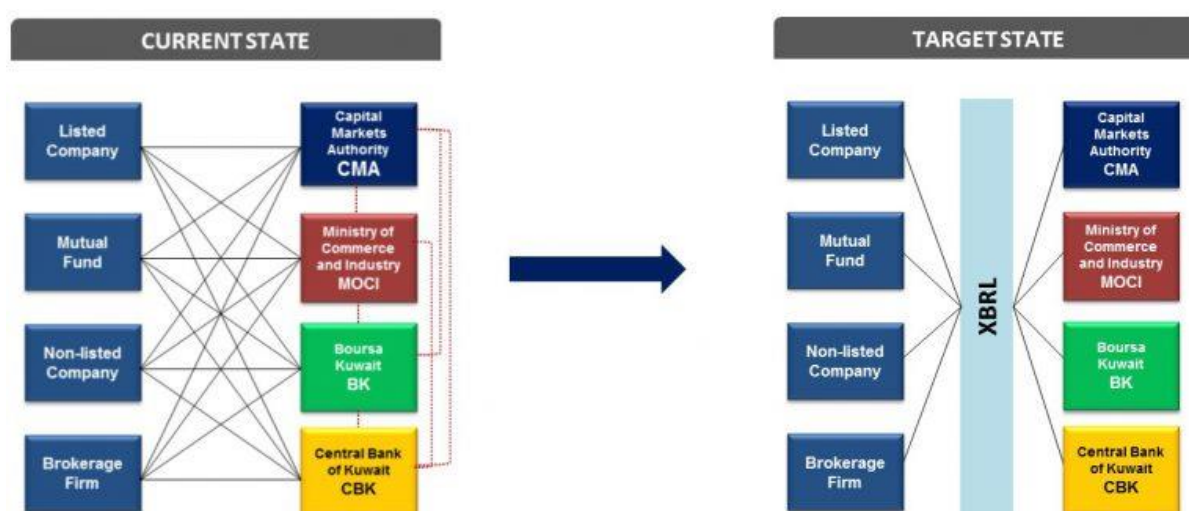 CURRENT STATE
Listed
Company
Mutual
Fund
Non-listed
Company
Brokerage
Firm
Capital
Markets
Authority
CMA
Ministry of
Commerce
and Industry
MOCI
Boursa
Kuwait
BK
Central Bank
of Kuwait
CBK
TARGET STATE
Listed
Company
Mutual
Fund
Non-listed
Company
Brokerage
Firm
XBRL
Capital
Markets
Authority
CMA
Ministry of
Commerce
and Industry
MOCI
Boursa
Kuwait
BK
Central Bank
of Kuwait
CBK